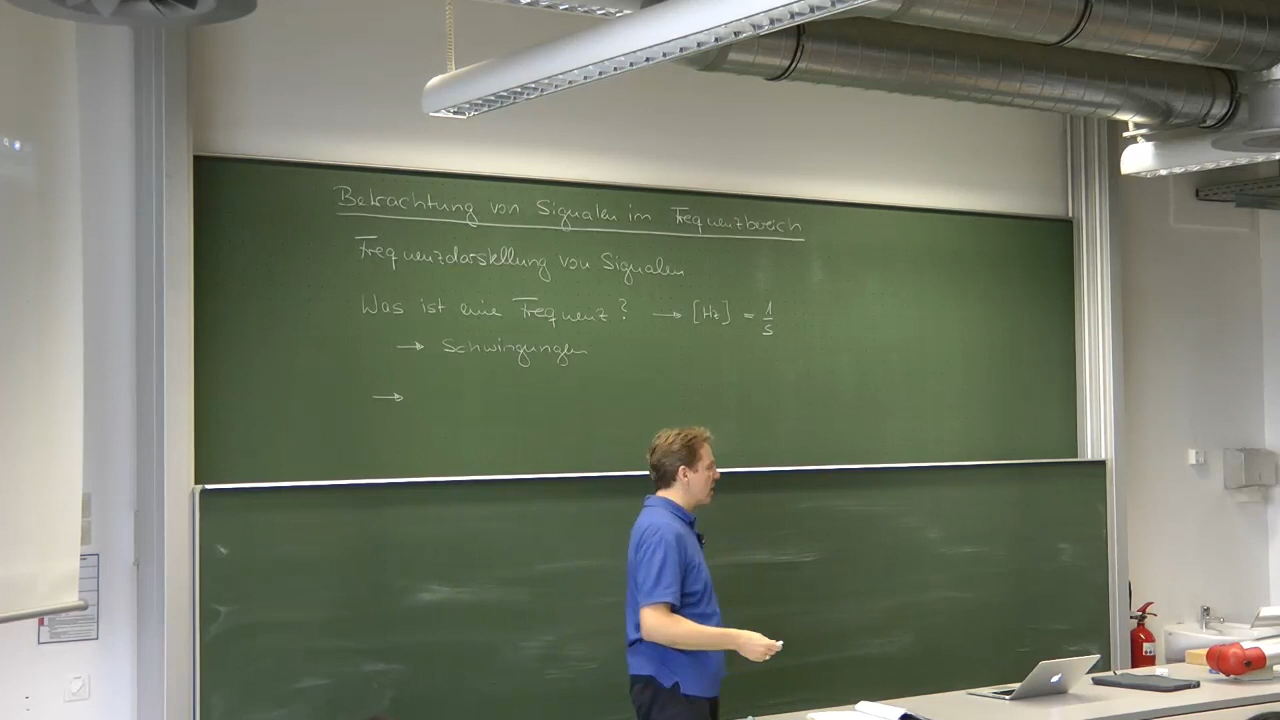 Betrachtung von Signalen im Frequenzbereich
Frequenzdarstellung von Signalen
Was ist eine Frequenz? → [Hz] = 1/s
→ Schwingungen
→